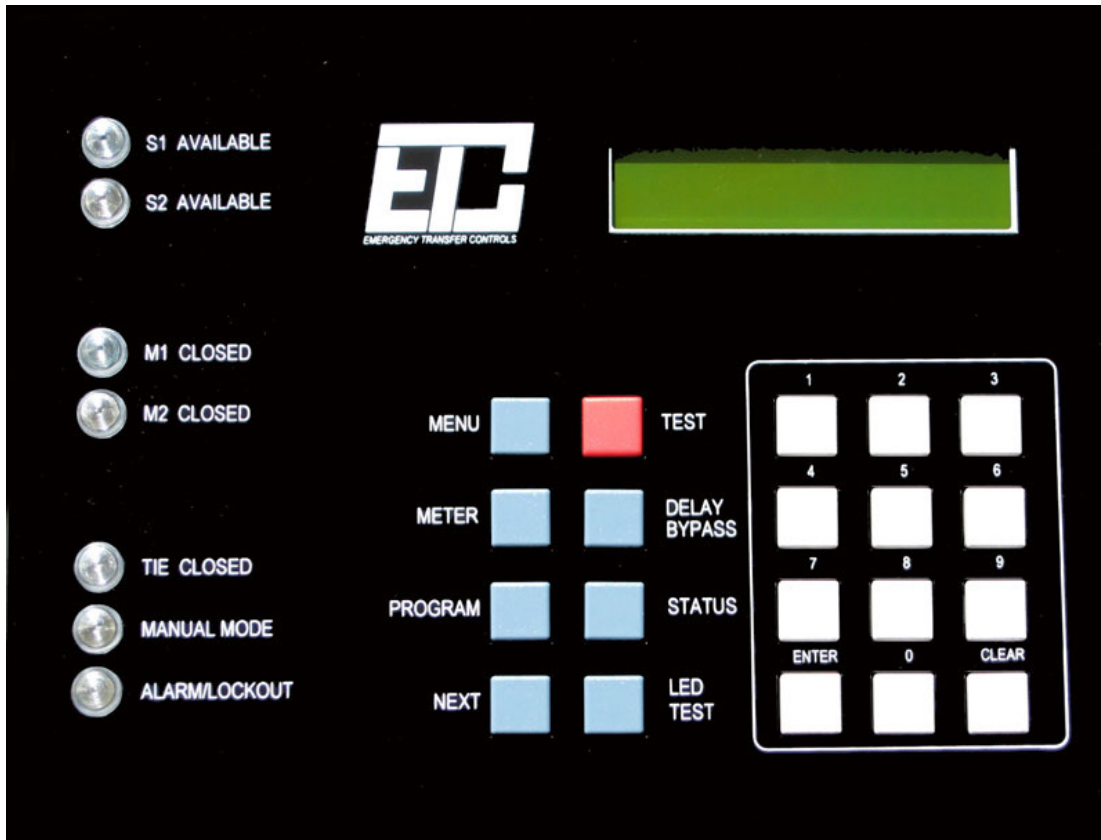 S1 AVAILABLE
S2 AVAILABLE
ETC
EMERGENCY TRANSFER CONTROLS
M1 CLOSED
M2 CLOSED
TIE CLOSED
MANUAL MODE
ALARM/LOCKOUT
MENU
TEST
METER
DELAY
BYPASS
PROGRAM
STATUS
NEXT
LED
TEST
1 2 3
4 5 6
7 8 9
ENTER 0 CLEAR